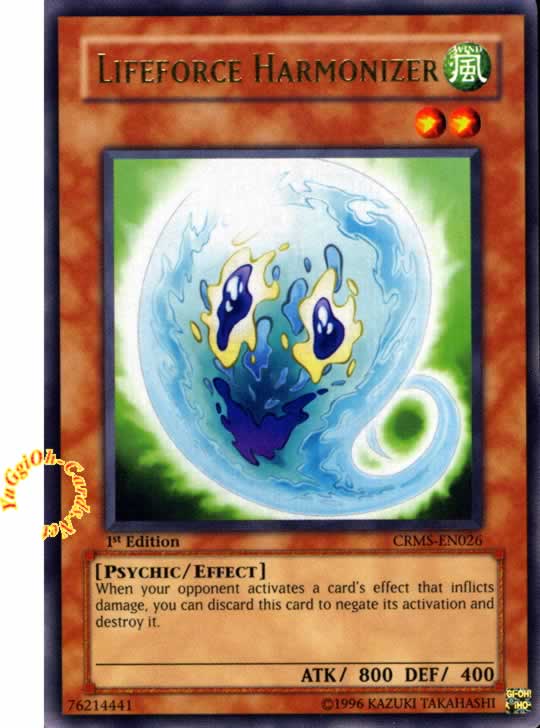 LIFEFORCE HARMONIZER
WIND
風
1st Edition
CRMS-EN026
[PSYCHIC/EFFECT]
When your opponent activates a card's effect that inflicts
damage, you can discard this card to negate its activation and
destroy it.
ATK/ 800 DEF/ 400
76214441
©1996 KAZUKI TAKAHASHI
YuGgiOh-Cards.Net